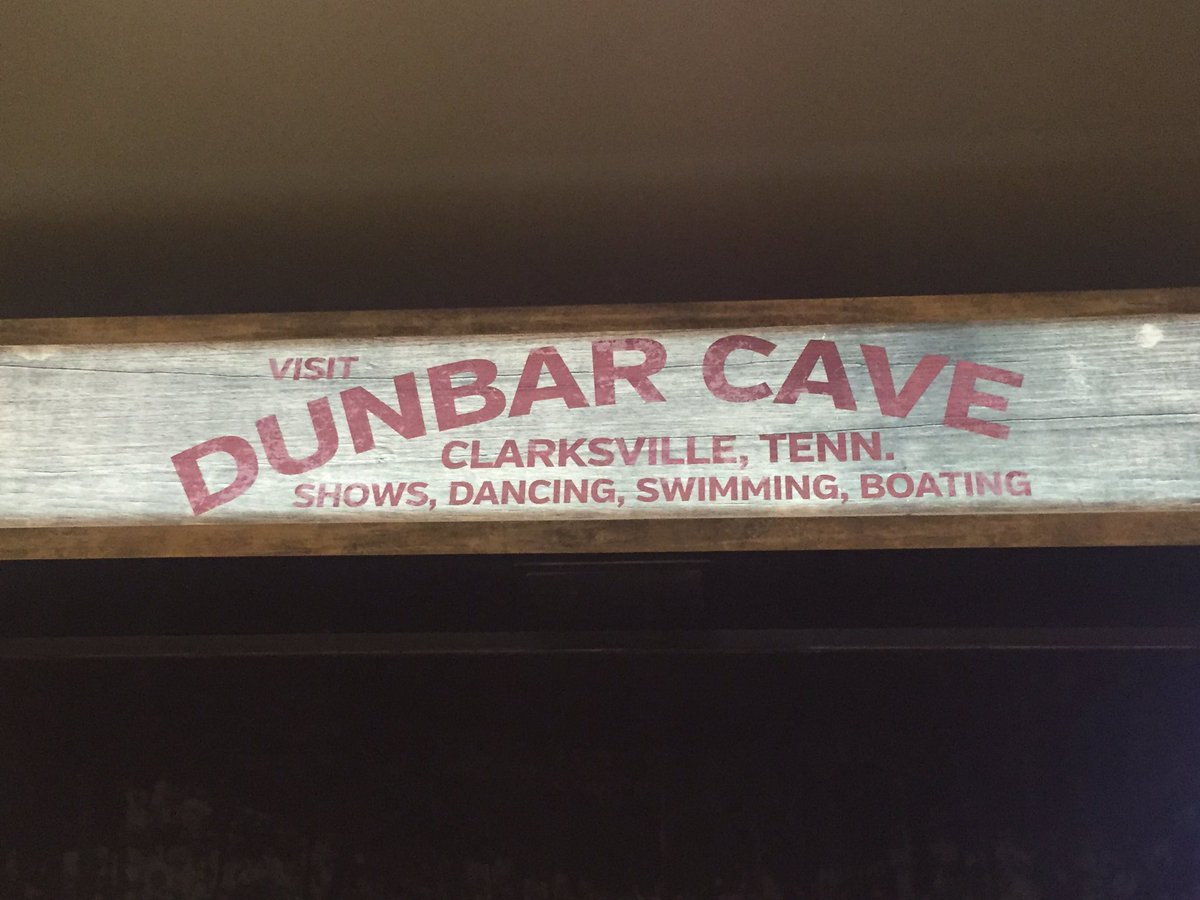 VISIT
DUNBAR CAVE
CLARKSVILLE, TENN.
SHOWS, DANCING, SWIMMING, BOATING